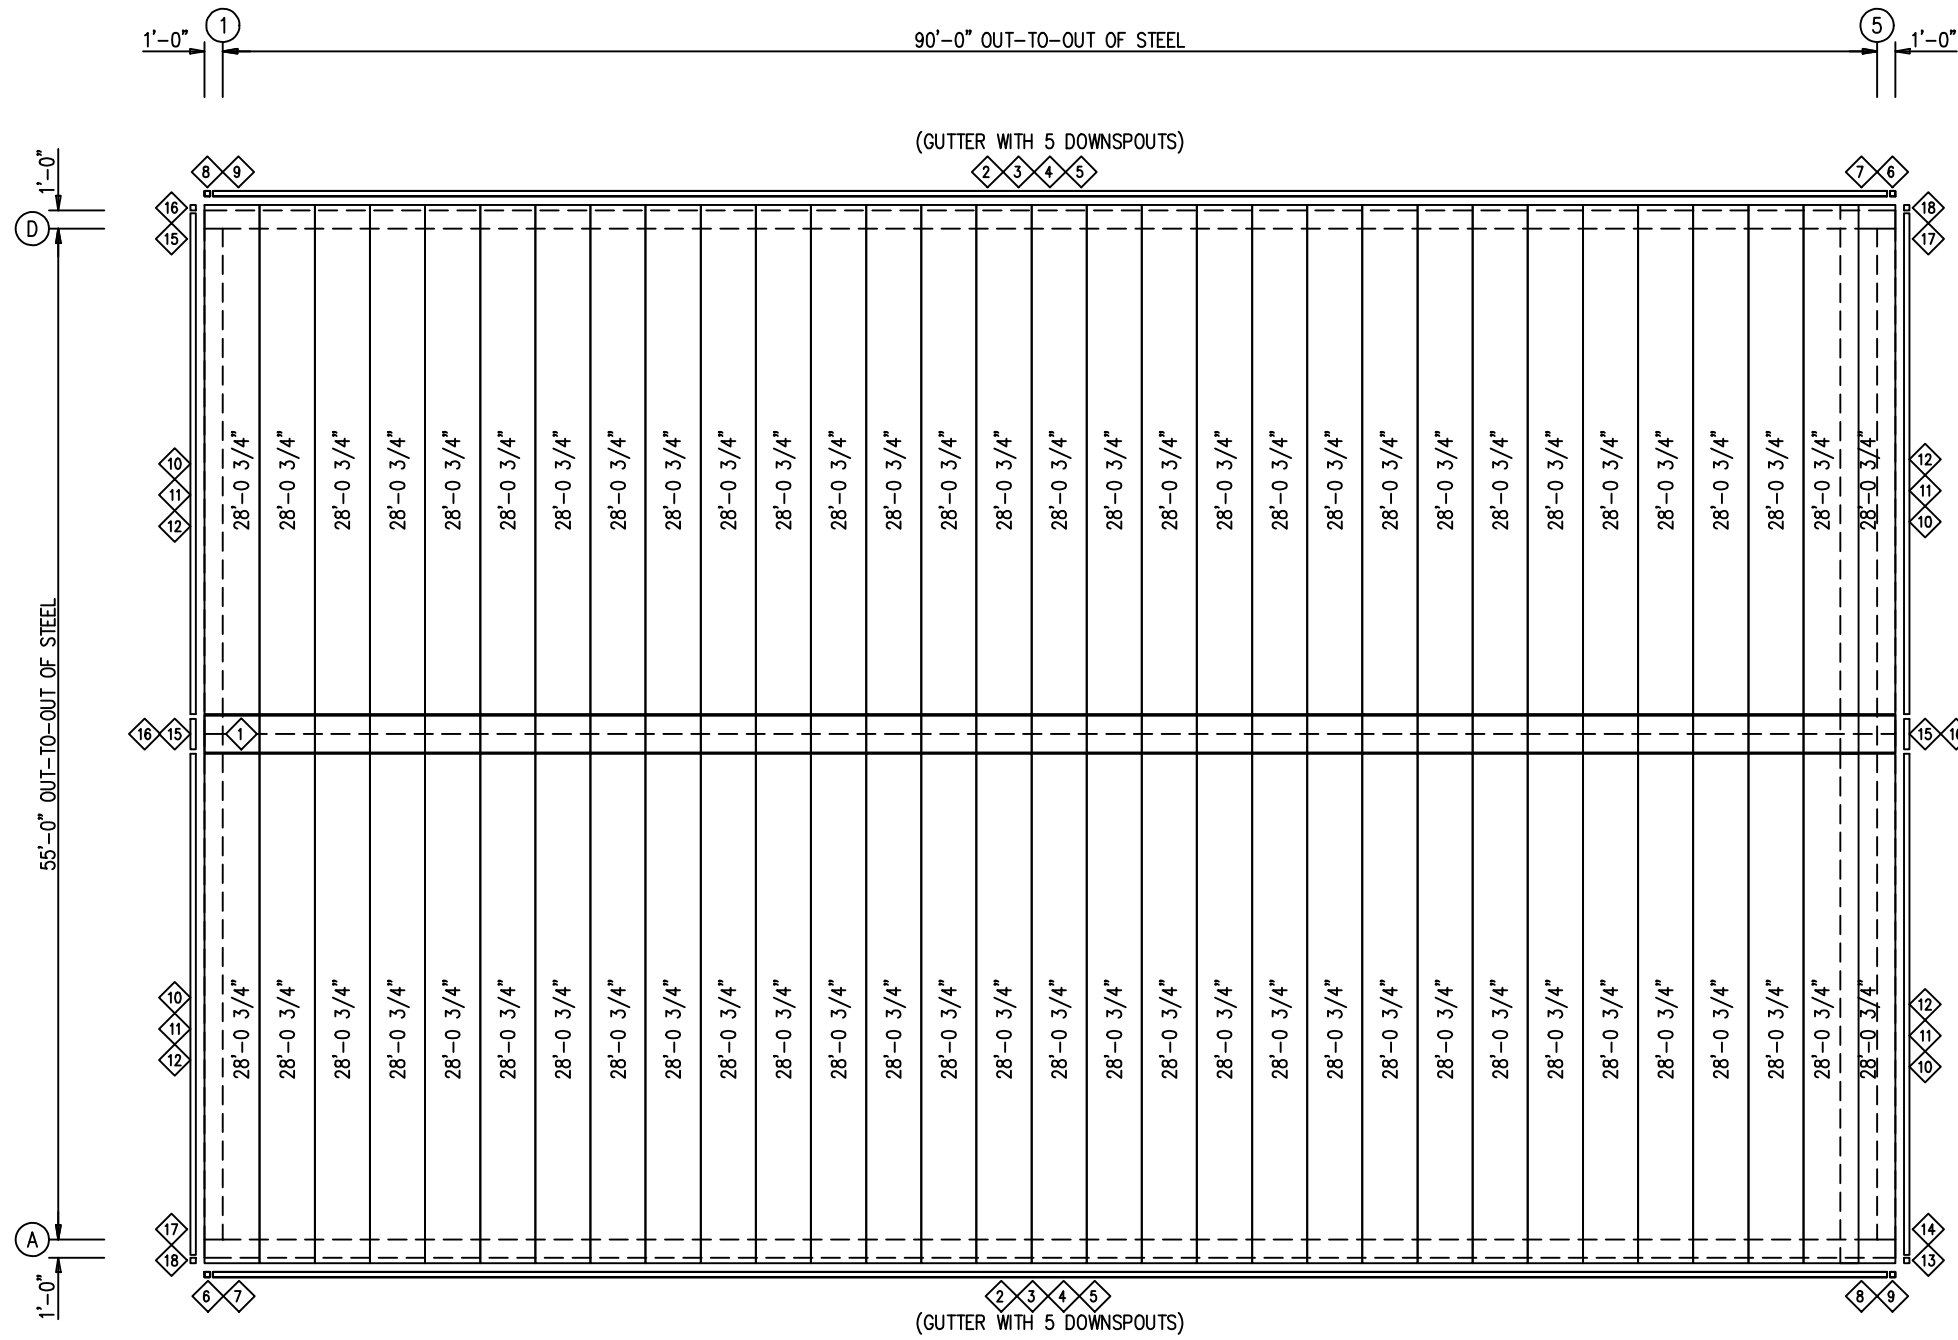 1 5
1'-0" 90'-0" OUT-TO-OUT OF STEEL 1'-0"
(GUTTER WITH 5 DOWNSPOUTS)
8 9 2 3 4 5 7 6
1'-0"
16 18
D
15 17
28'-0 3/4" 28'-0 3/4" 28'-0 3/4" 28'-0 3/4" 28'-0 3/4" 28'-0 3/4" 28'-0 3/4" 28'-0 3/4" 28'-0 3/4" 28'-0 3/4" 28'-0 3/4" 28'-0 3/4" 28'-0 3/4" 28'-0 3/4" 28'-0 3/4" 28'-0 3/4" 28'-0 3/4" 28'-0 3/4" 28'-0 3/4" 28'-0 3/4" 28'-0 3/4" 28'-0 3/4" 28'-0 3/4" 28'-0 3/4" 28'-0 3/4" 28'-0 3/4" 28'-0 3/4" 28'-0 3/4" 28'-0 3/4" 28'-0 3/4" 28'-0 3/4"
10 12
11 11
12 10
55'-0" OUT-TO-OUT OF STEEL
16 15 1 15 16
28'-0 3/4" 28'-0 3/4" 28'-0 3/4" 28'-0 3/4" 28'-0 3/4" 28'-0 3/4" 28'-0 3/4" 28'-0 3/4" 28'-0 3/4" 28'-0 3/4" 28'-0 3/4" 28'-0 3/4" 28'-0 3/4" 28'-0 3/4" 28'-0 3/4" 28'-0 3/4" 28'-0 3/4" 28'-0 3/4" 28'-0 3/4" 28'-0 3/4" 28'-0 3/4" 28'-0 3/4" 28'-0 3/4" 28'-0 3/4" 28'-0 3/4" 28'-0 3/4" 28'-0 3/4" 28'-0 3/4" 28'-0 3/4" 28'-0 3/4" 28'-0 3/4"
10 12
11 11
12 10
17 14
A
18 13
1'-0"
6 7 2 3 4 5 8 9
(GUTTER WITH 5 DOWNSPOUTS)